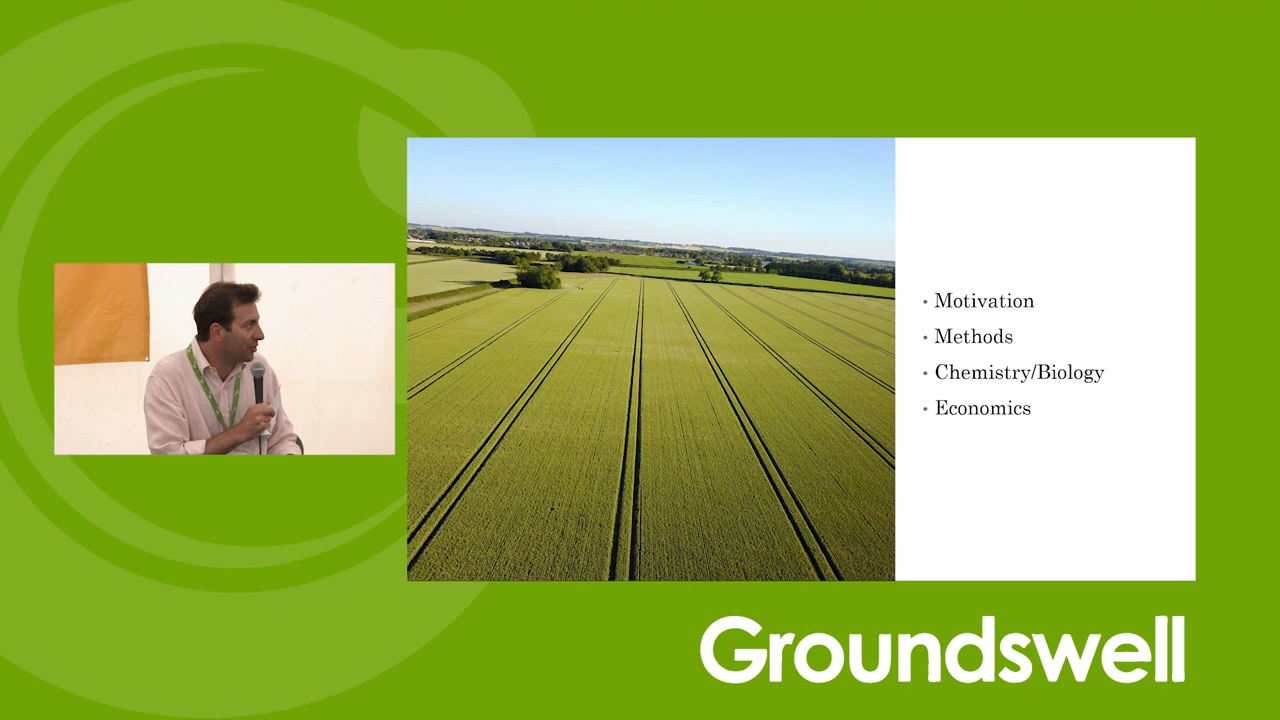 • Motivation
• Methods
• Chemistry/Biology
• Economics
Groundswell